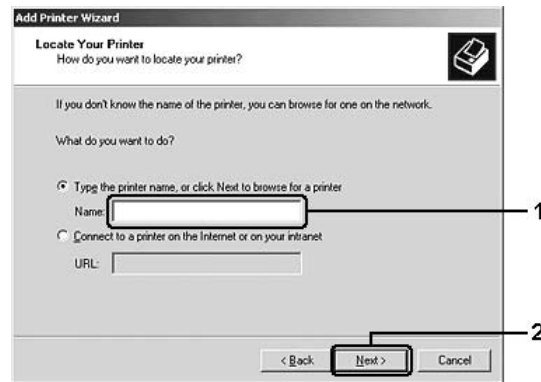 Add Printer Wizard
Locate Your Printer
How do you want to locate your printer?
If you don't know the name of the printer, you can browse for one on the network.
What do you want to do?
Type the printer name, or click Next to browse for a printer
Name:
1
Connect to a printer on the Internet or on your intranet
URL:
2
< Back Next > Cancel